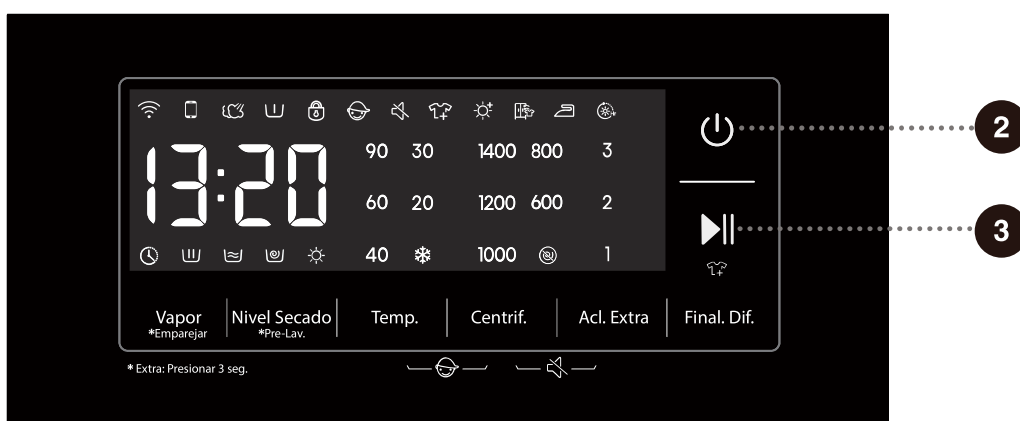 90 30 1400 800 3
13:20
60 20 1200 600 2
40 1000 1
Vapor Nivel Secado Temp. Centrif. Acl. Extra Final. Dif.
*Emparejar *Pre-Lav.
* Extra: Presionar 3 seg.
2
3